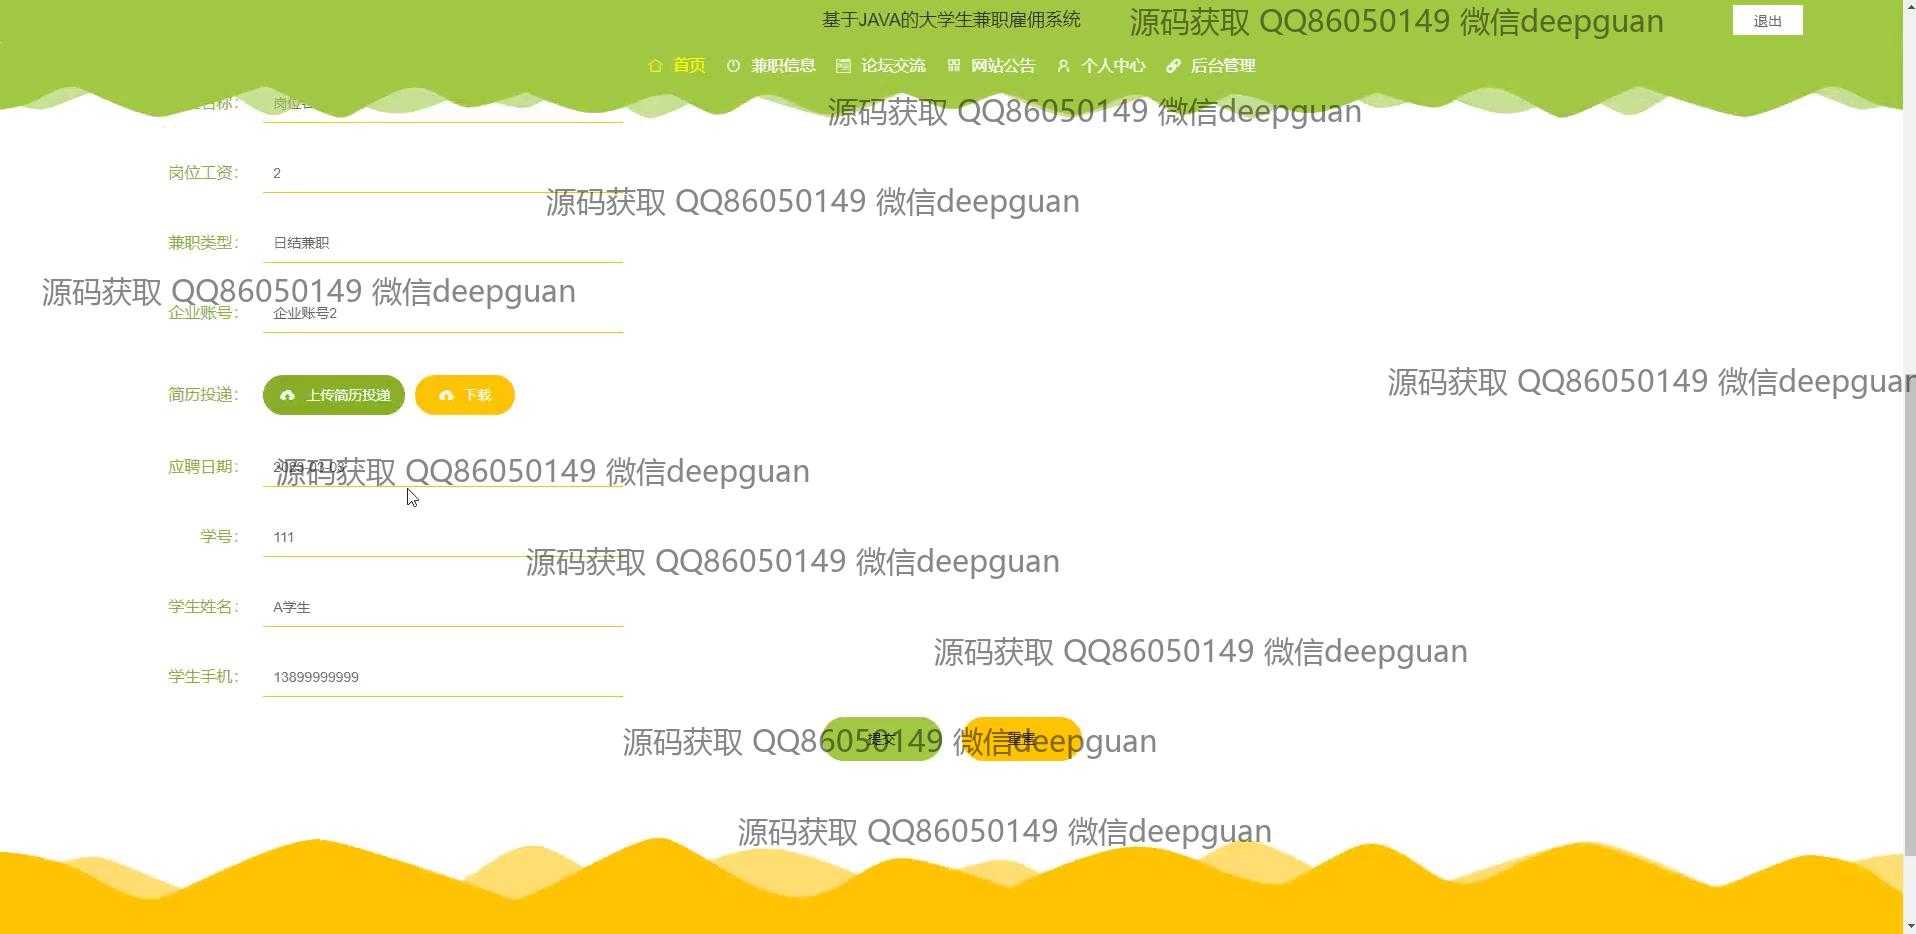 基于JAVA的大学生兼职雇佣系统
源码获取 QQ86050149 微信deepguan
退出
首页 兼职信息 论坛交流 网站公告 个人中心 后台管理
源码获取 QQ86050149 微信deepguan
岗位工资： 2
源码获取 QQ86050149 微信deepguan
兼职类型： 日结兼职
源码获取 QQ86050149 微信deepguan
企业账号： 企业账号2
源码获取 QQ86050149 微信deepguan
简历投递： 上传简历投递 下载
应聘日期： 2023-03-03
源码获取 QQ86050149 微信deepguan
学号： 111
源码获取 QQ86050149 微信deepguan
学生姓名： A学生
源码获取 QQ86050149 微信deepguan
学生手机： 13899999999
提交 重置
源码获取 QQ86050149 微信deepguan
源码获取 QQ86050149 微信deepguan